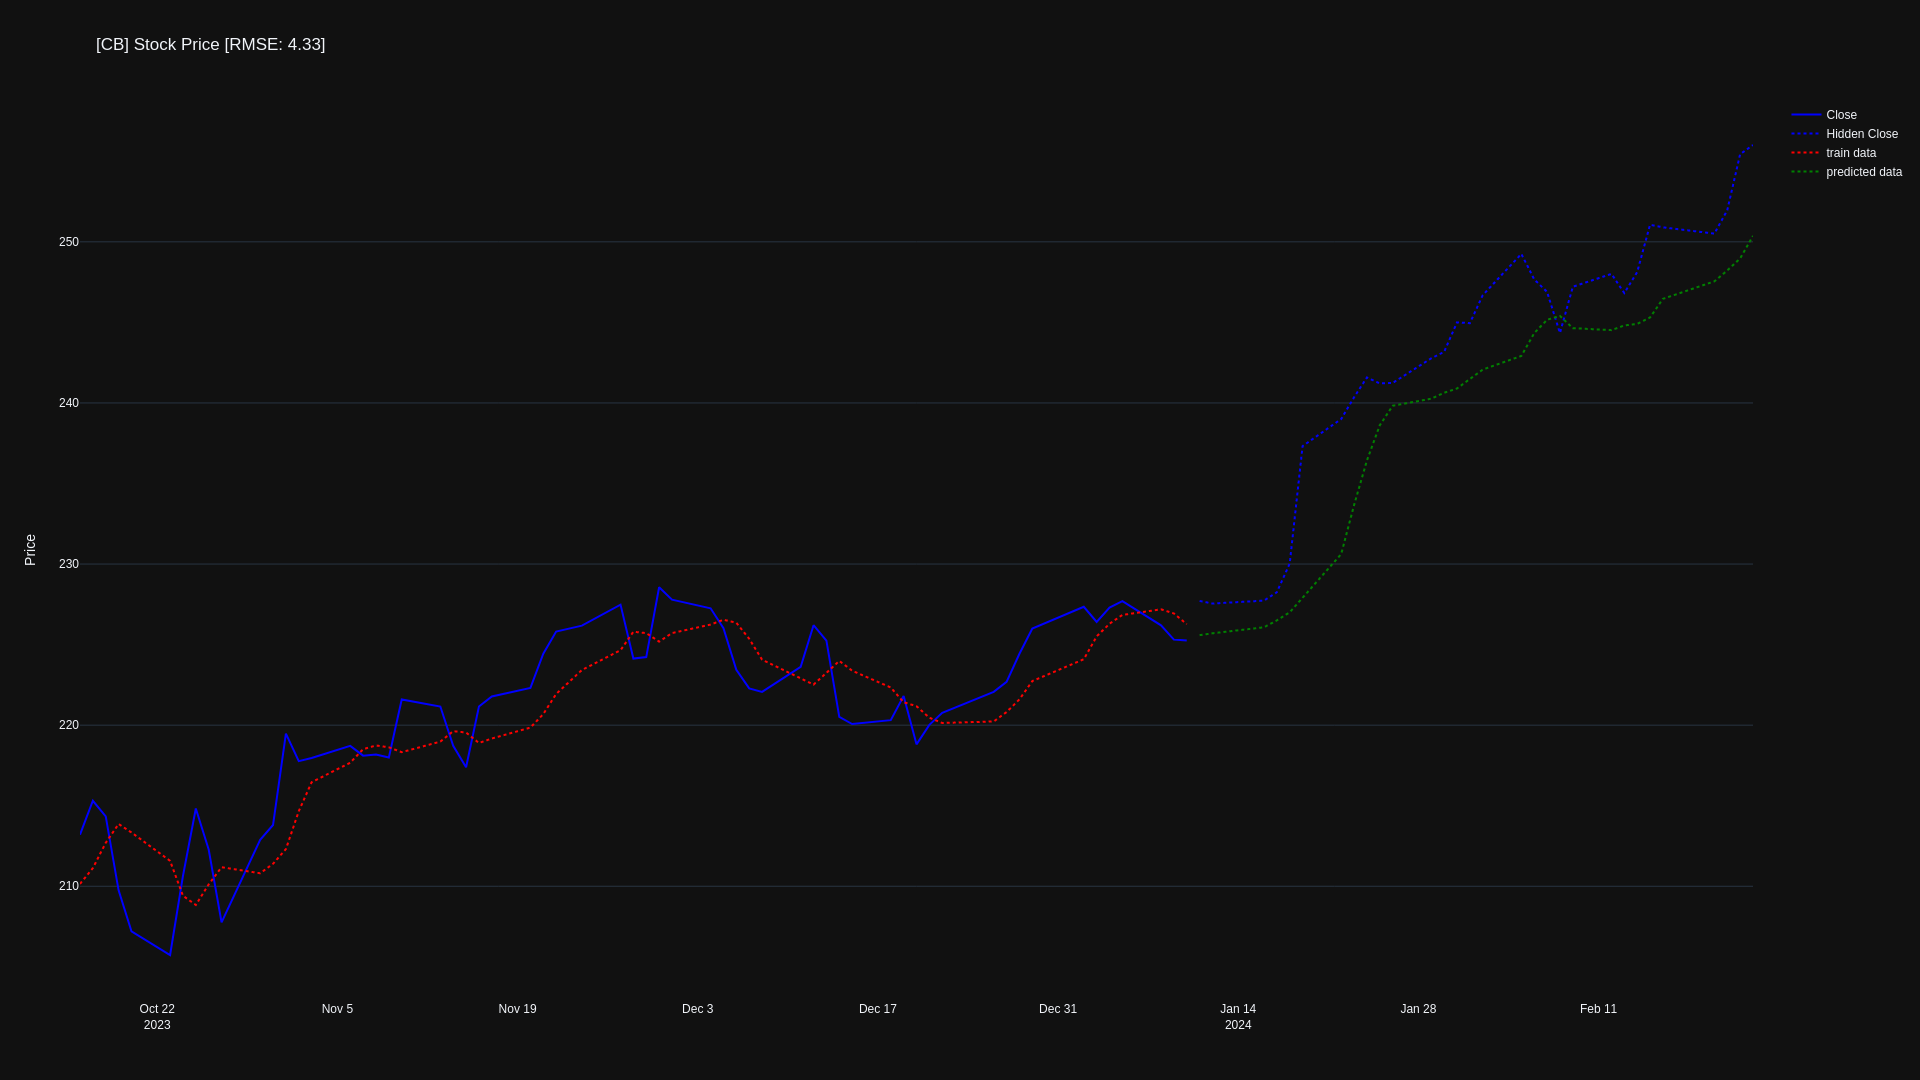 [CB] Stock Price [RMSE: 4.33]
Close
Hidden Close
train data
predicted data
250
240
230
220
210
Price
Oct 22
2023
Nov 5
Nov 19
Dec 3
Dec 17
Dec 31
Jan 14
2024
Jan 28
Feb 11